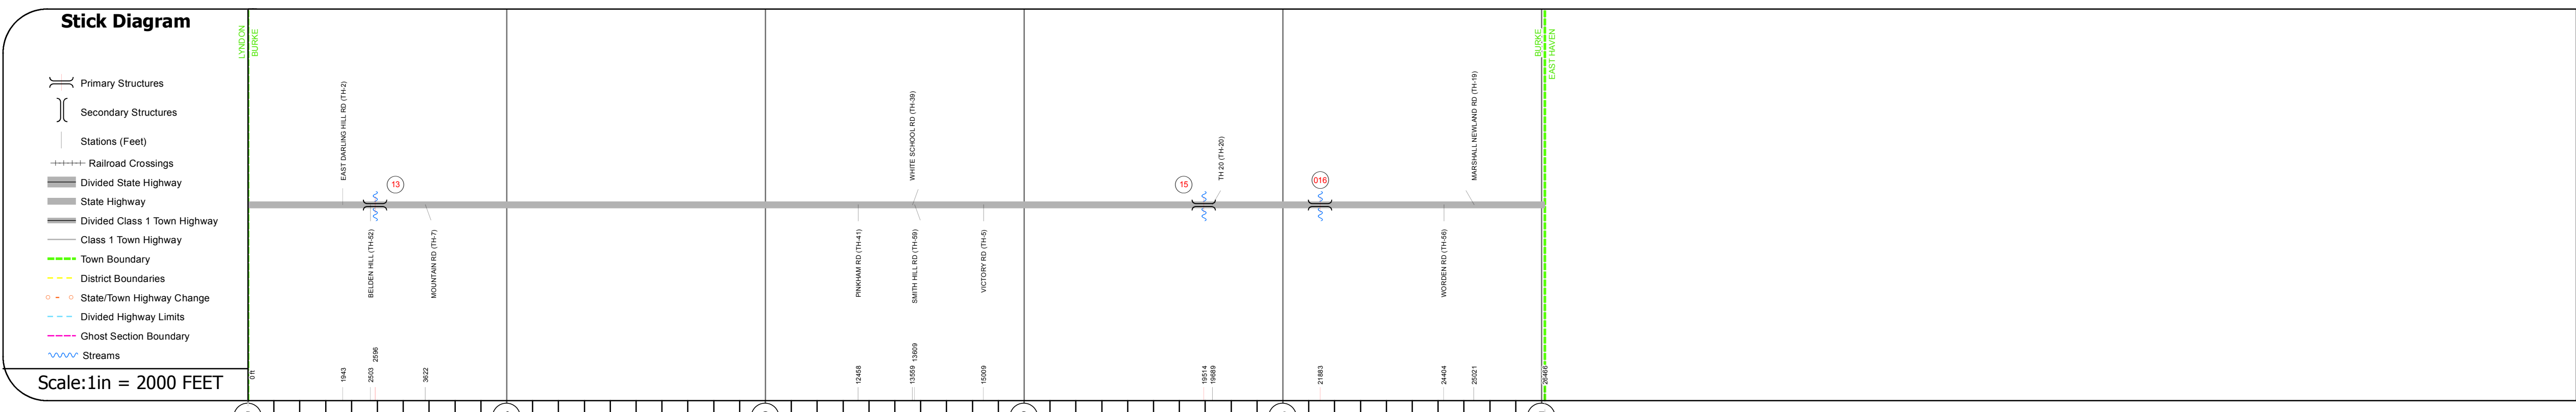 Stick Diagram
Primary Structures
Secondary Structures
Stations (Feet)
Railroad Crossings
Divided State Highway
State Highway
Divided Class 1 Town Highway
Class 1 Town Highway
Town Boundary
District Boundaries
State/Town Highway Change
Divided Highway Limits
Ghost Section Boundary
Streams
Scale:1in = 2000 FEET
LYNDON
BURKE
EAST DARLING HILL RD (TH-2)
13
BELDEN HILL (TH-52)
MOUNTAIN RD (TH-7)
WHITE SCHOOL RD (TH-39)
PINKHAM RD (TH-41)
SMITH HILL RD (TH-59)
VICTORY RD (TH-5)
15
TH 20 (TH-20)
016
WORDEN RD (TH-56)
MARSHALL NEWLAND RD (TH-19)
BURKE
EAST HAVEN
0 ft
1943
2503
2596
3622
12458
13559
13609
15009
19514
19689
21883
24404
25021
26466